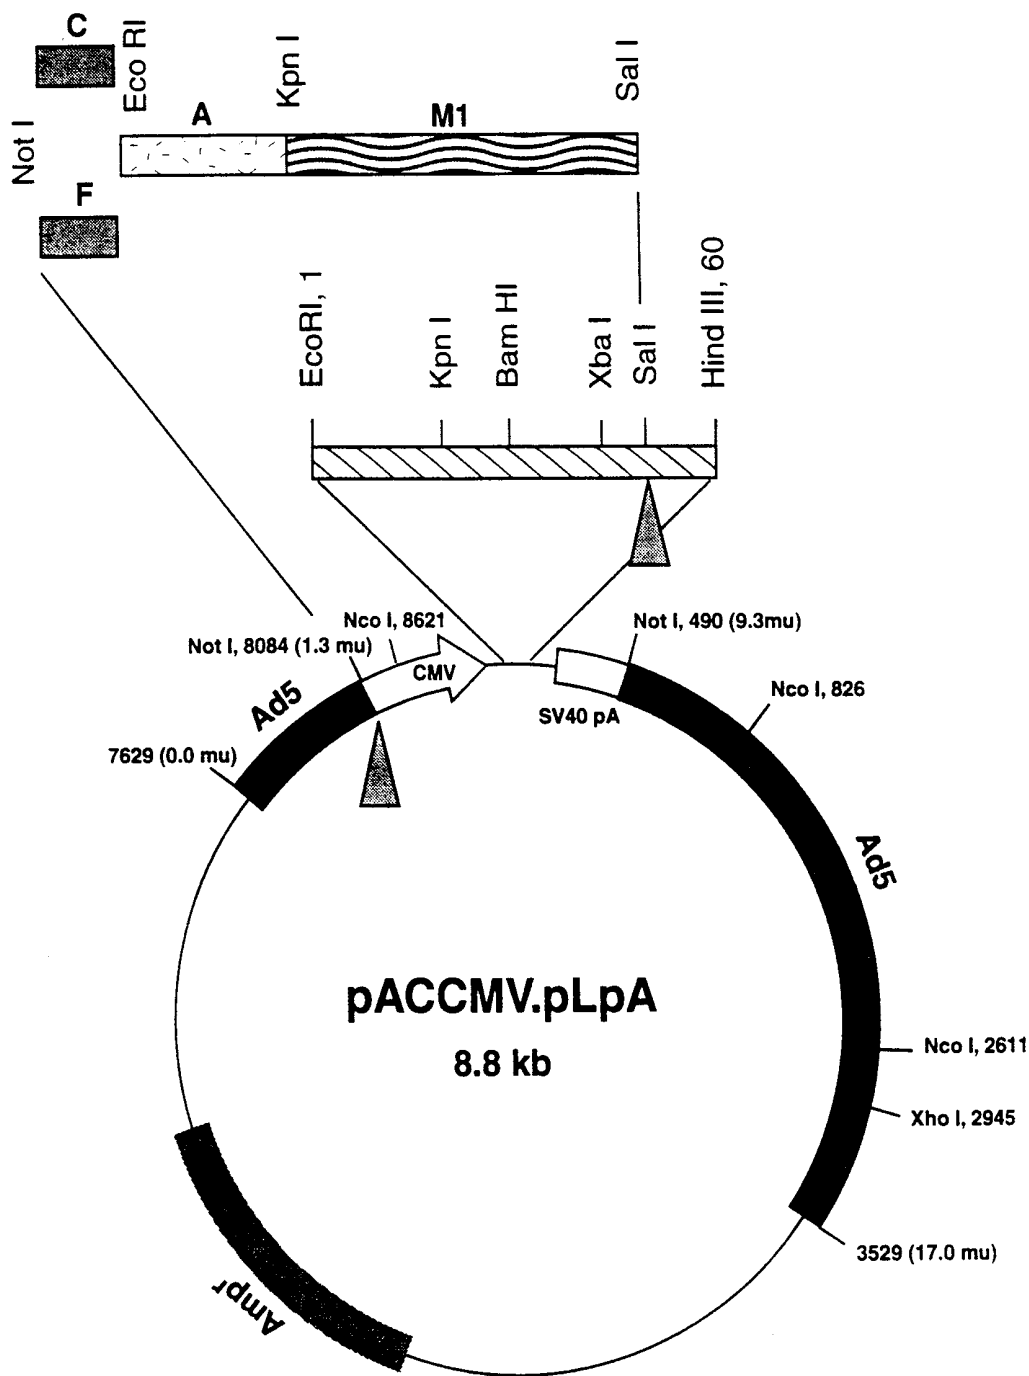 C
Eco RI
Kpn I
Sal I
Not I
A
M1
F
EcoRI, 1
Kpn I
Bam HI
Xba I
Sal I
Hind III, 60
Nco I, 8621
Not I, 8084 (1.3 mu)
CMV
Not I, 490 (9.3mu)
SV40 pA
Nco I, 826
Ad5
7629 (0.0 mu)
Ad5
pACCMV.pLpA
8.8 kb
Nco I, 2611
Xho I, 2945
3529 (17.0 mu)
Ampr